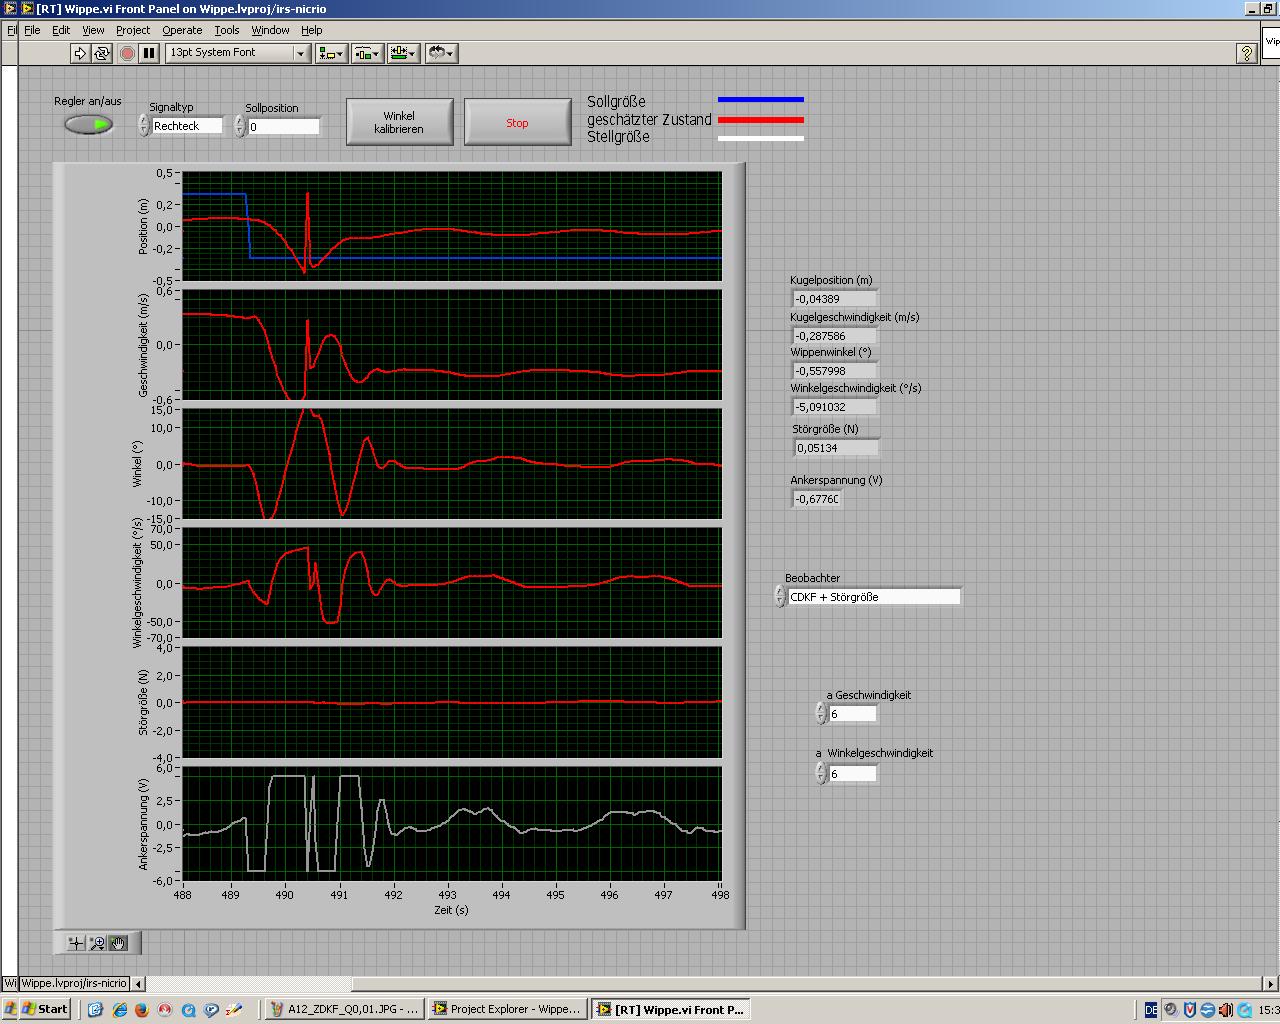 [RT] Wippe.vi Front Panel on Wippe.lvproj/irs-nicrio
Fil File Edit View Project Operate Tools Window Help
13pt System Font
?
Wip
Regler an/aus
Signaltyp
Rechteck
Sollposition
0
Winkel
kalibrieren
Stop
Sollgröße
geschätzter Zustand
Stellgröße
Position (m)
0,5
0,2
0,0
-0,2
-0,5
Geschwindigkeit (m/s)
0,6
0,0
-0,6
Winkel (°)
15,0
10,0
0,0
-10,0
-15,0
Winkelgeschwindigkeit (°/s)
70,0
50,0
0,0
-50,0
-70,0
Störgröße (N)
4,0
2,0
0,0
-2,0
-4,0
Ankerspannung (V)
6,0
2,5
0,0
-2,5
-6,0
488 489 490 491 492 493 494 495 496 497 498
Zeit (s)
Kugelposition (m)
-0,04389
Kugelgeschwindigkeit (m/s)
-0,287586
Wippenwinkel (°)
-0,557998
Winkelgeschwindigkeit (°/s)
-5,091032
Störgröße (N)
0,05134
Ankerspannung (V)
-0,6776
Beobachter
CDKF + Störgröße
a Geschwindigkeit
6
a Winkelgeschwindigkeit
6
Wi Wippe.lvproj/irs-nicrio
Start
A12_ZDKF_Q0,01.JPG - ...
Project Explorer - Wippe...
[RT] Wippe.vi Front P...
DE
15:3